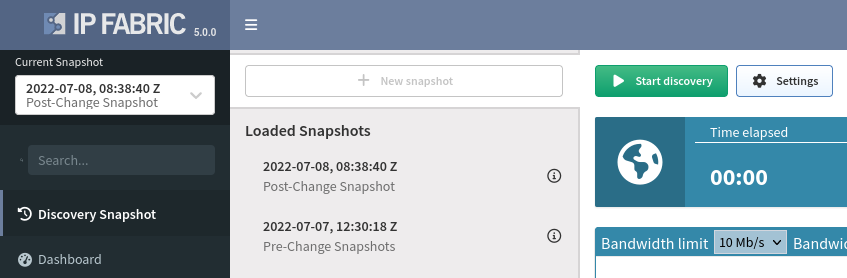 IP FABRIC 5.0.0
Current Snapshot
2022-07-08, 08:38:40 Z
Post-Change Snapshot
Search...
Discovery Snapshot
Dashboard
New snapshot
Loaded Snapshots
2022-07-08, 08:38:40 Z
Post-Change Snapshot
2022-07-07, 12:30:18 Z
Pre-Change Snapshots
Start discovery
Settings
Time elapsed
00:00
Bandwidth limit 10 Mb/s Bandwic